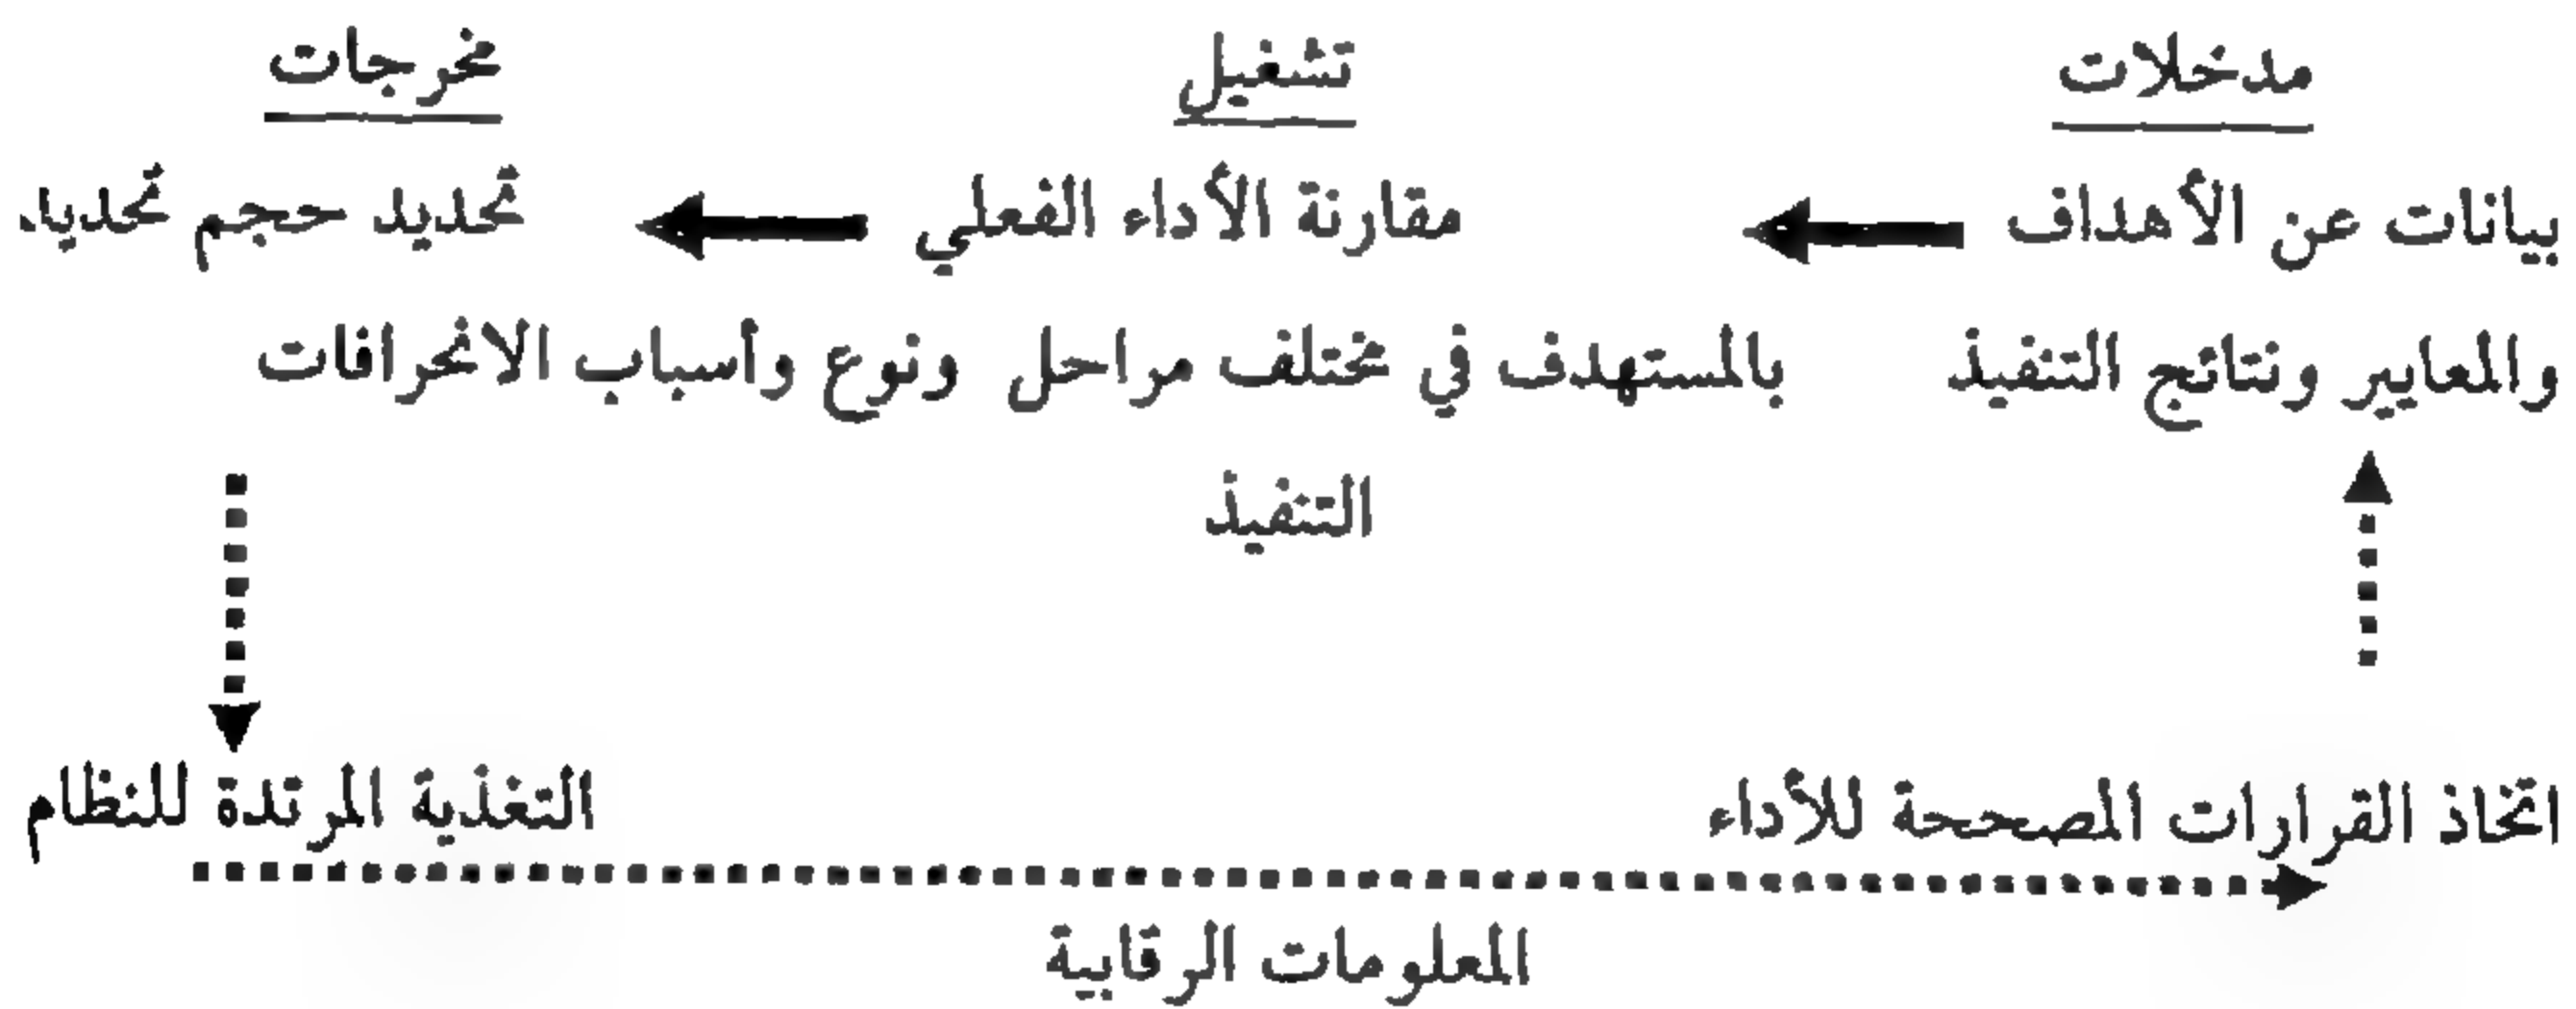 مدخلات
تشغيل
مخرجات
بيانات عن الأهداف
مقارنة الأداء الفعلي
تحديد حجم تحديد
والمعايير ونتائج التنفيذ
بالمستهدف في مختلف مراحل
ونوع وأسباب الانحرافات
التنفيذ
اتخاذ القرارات المصححة للأداء
التغذية المرتدة للنظام
المعلومات الرقابية